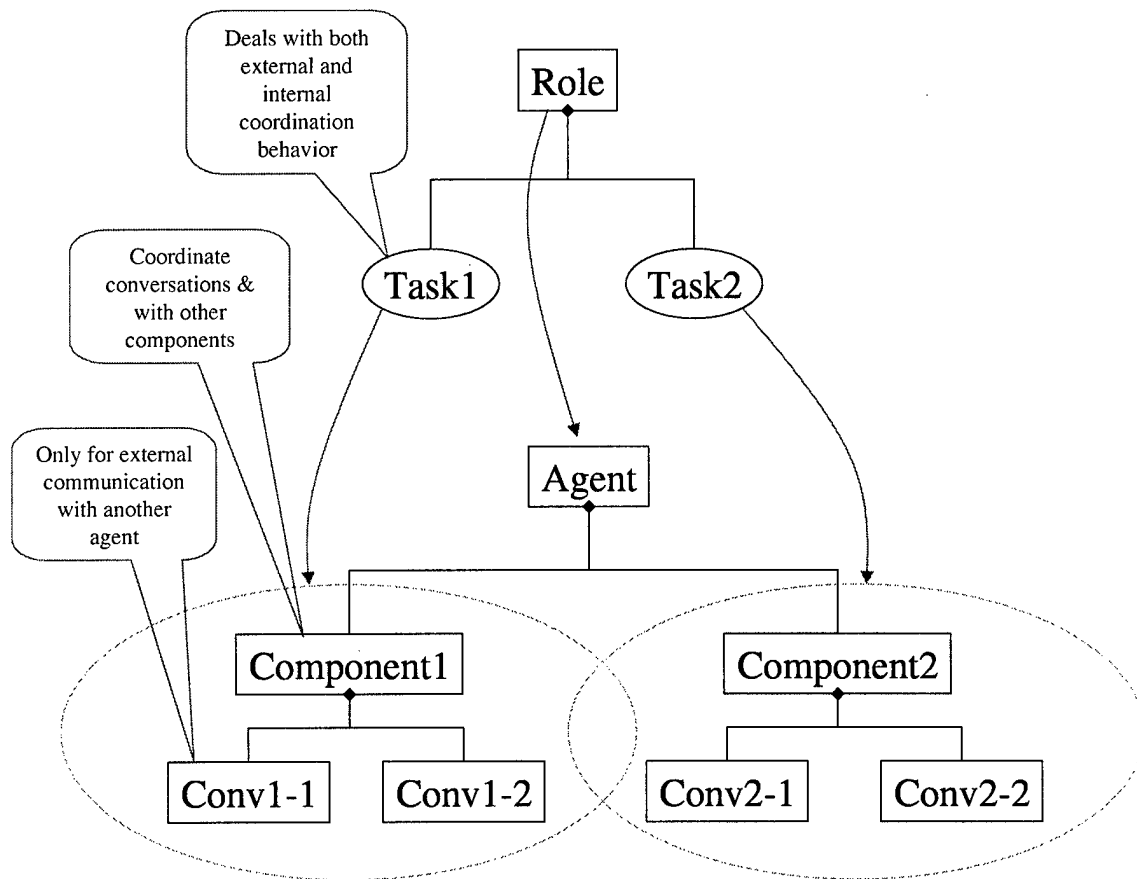 Deals with both
external and
internal
coordination
behavior
Role
Coordinate
conversations &
with other
components
Task1
Task2
Only for external
communication
with another
agent
Agent
Component1
Component2
Conv1-1
Conv1-2
Conv2-1
Conv2-2